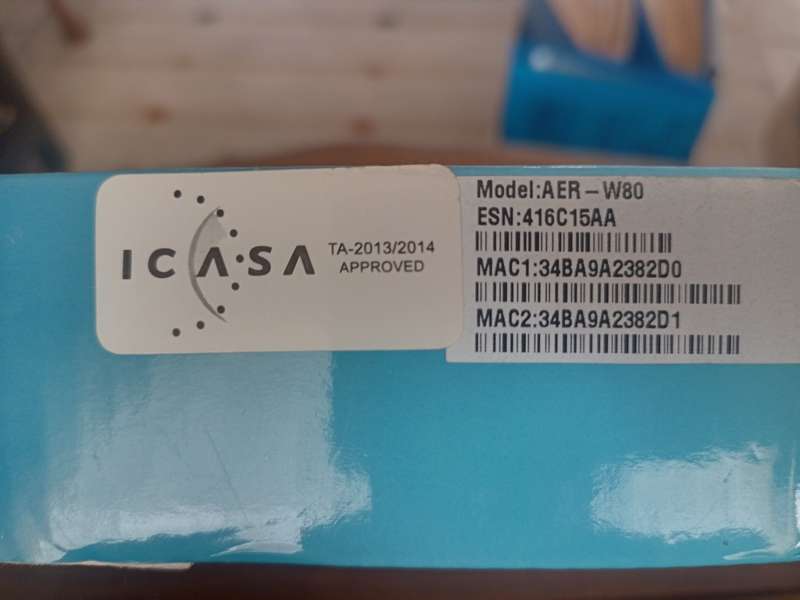 ICASA
TA-2013/2014
APPROVED
Model:AER-W80
ESN:416C15AA
MAC1:34BA9A2382D0
MAC2:34BA9A2382D1